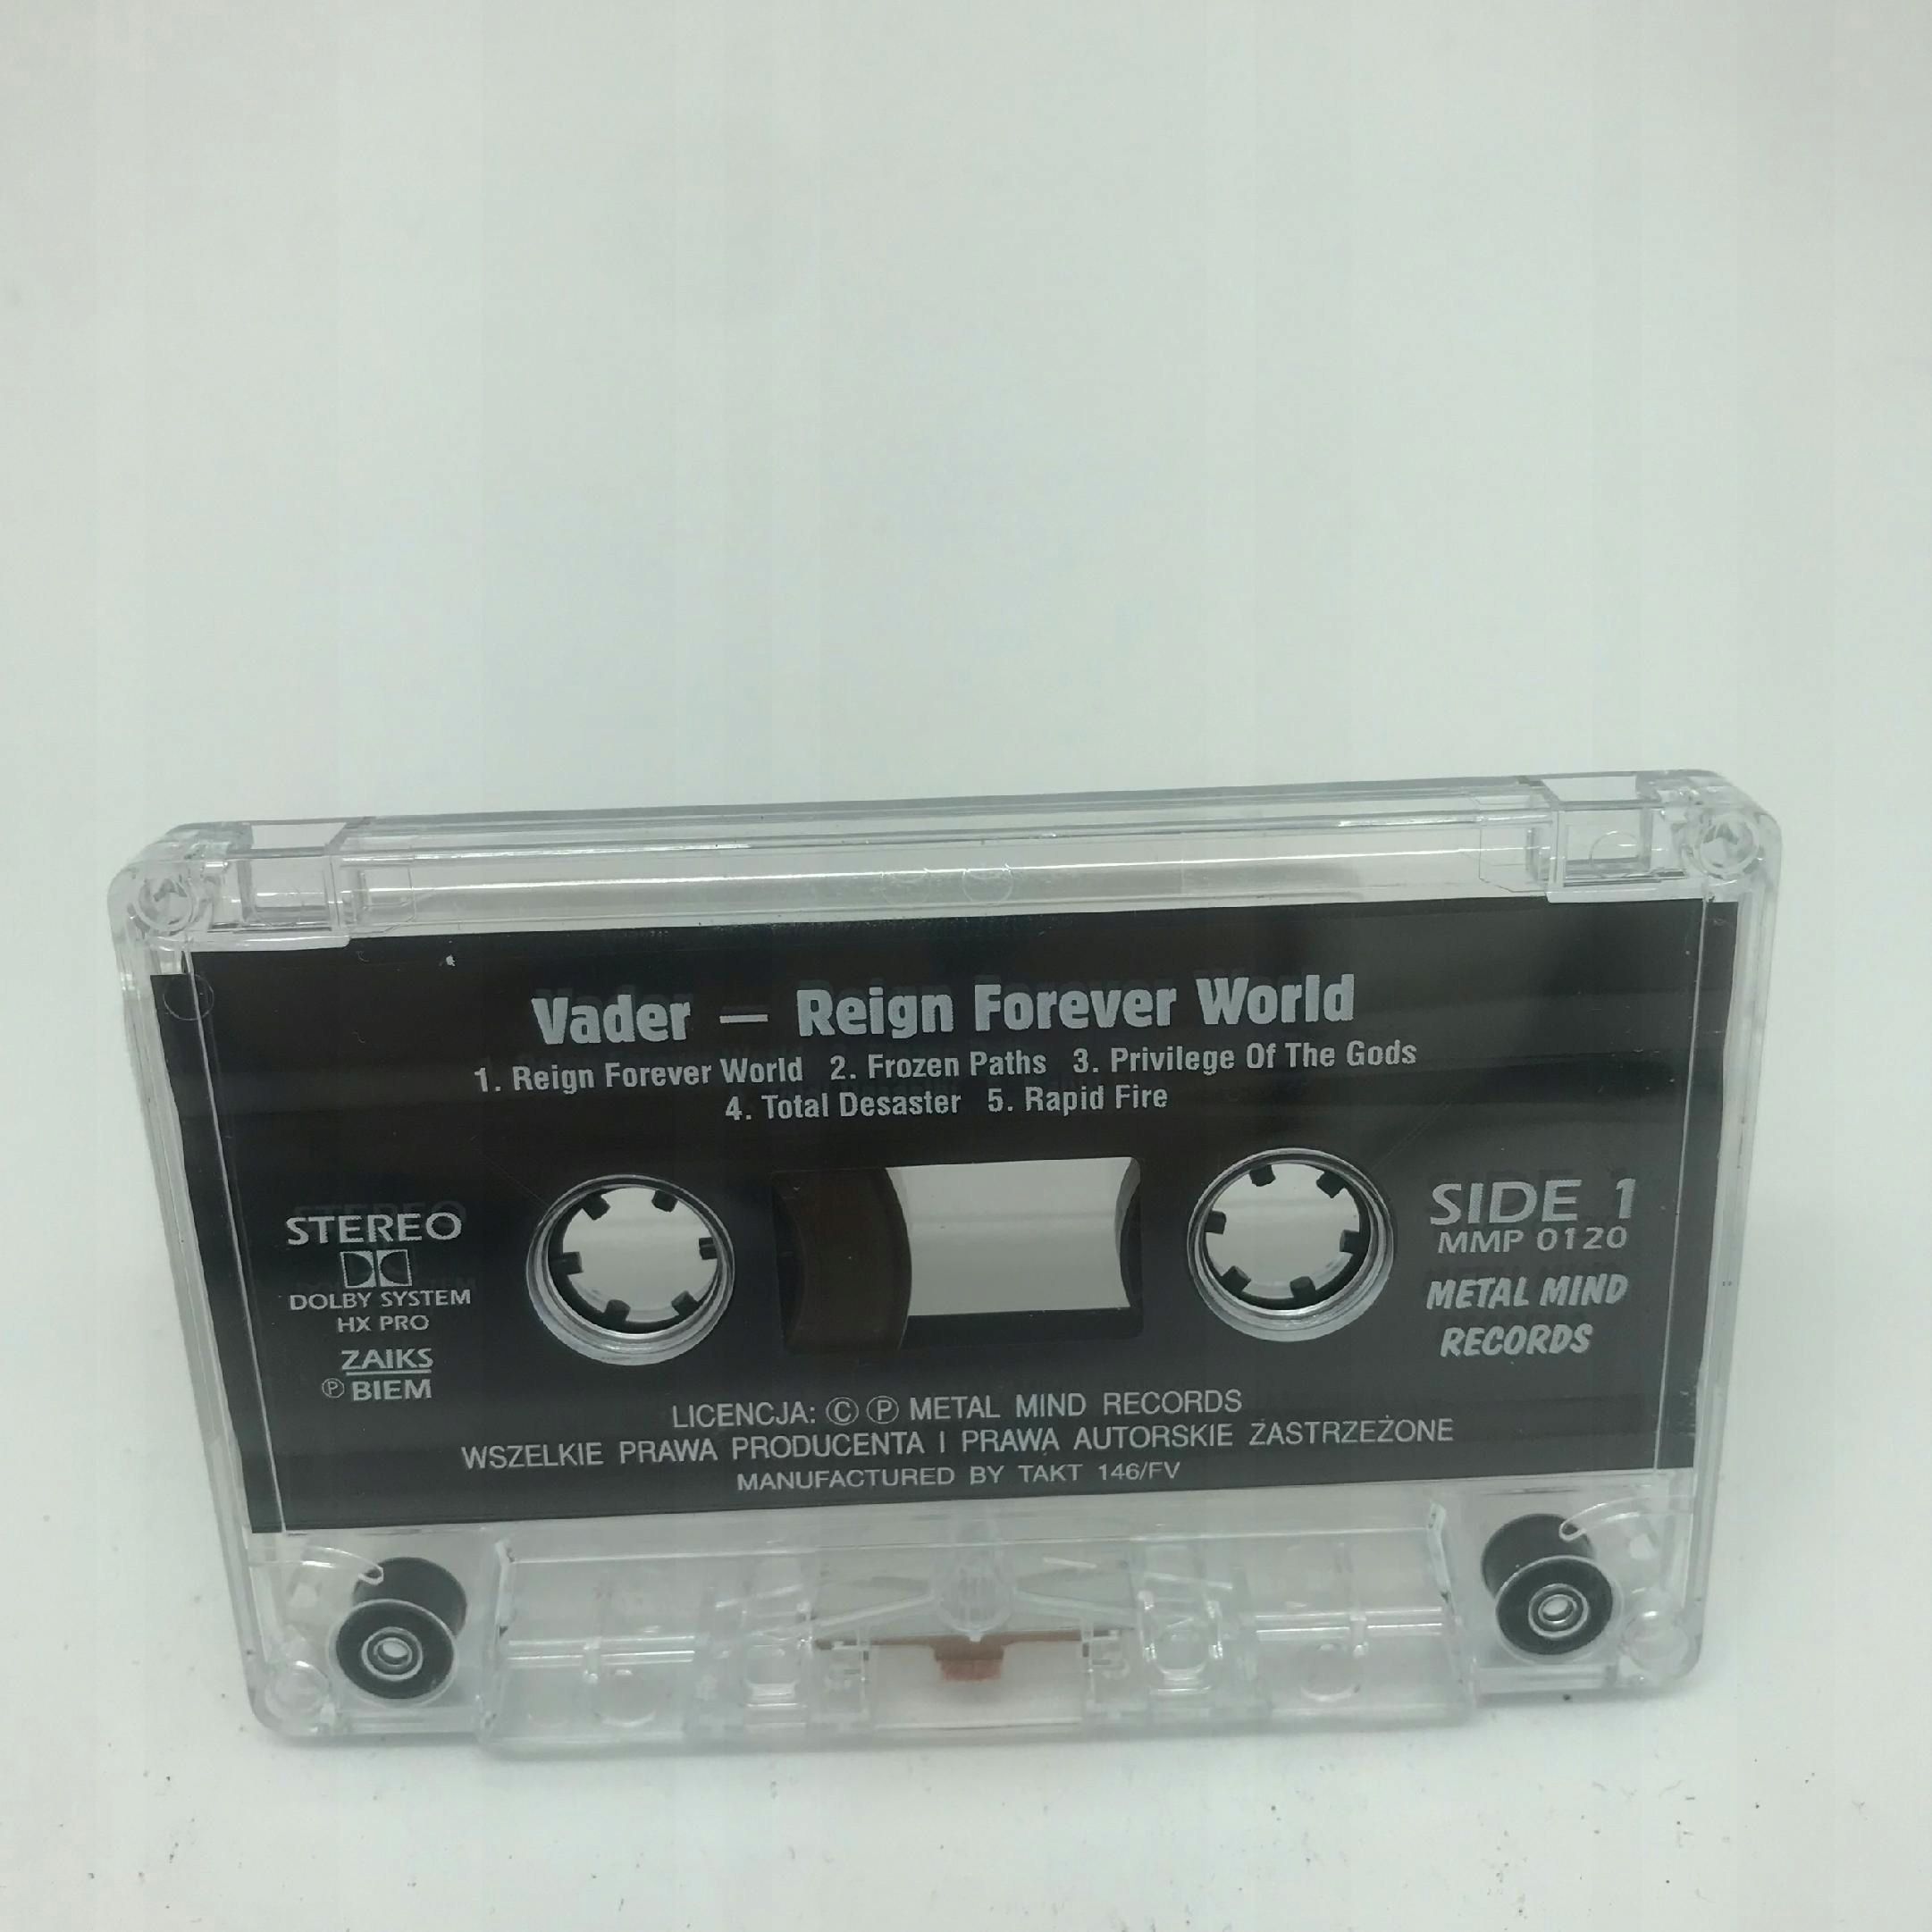 Vader — Reign Forever World
1. Reign Forever World 2. Frozen Paths 3. Privilege Of The Gods
4. Total Desaster 5. Rapid Fire
STEREO
DOLBY SYSTEM
HX PRO
ZAIKS
Ⓟ BIEM
SIDE 1
MMP 0120
METAL MIND
RECORDS
LICENCJA: © Ⓟ METAL MIND RECORDS
WSZELKIE PRAWA PRODUCENTA I PRAWA AUTORSKIE ZASTRZEŻONE
MANUFACTURED BY TAKT 146/FV